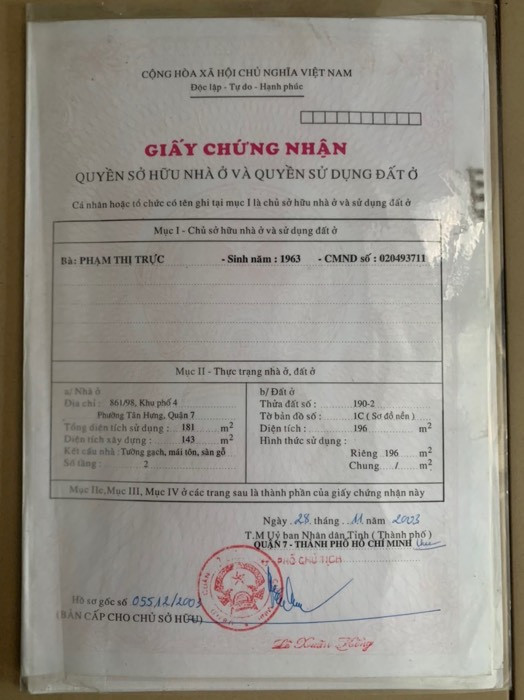 CỘNG HÒA XÃ HỘI CHỦ NGHĨA VIỆT NAM
Độc lập - Tự do - Hạnh phúc
GIẤY CHỨNG NHẬN
QUYỀN SỞ HỮU NHÀ Ở VÀ QUYỀN SỬ DỤNG ĐẤT Ở
Cá nhân hoặc tổ chức có tên ghi tại mục I là chủ sở hữu nhà ở và sử dụng đất ở
Mục I - Chủ sở hữu nhà ở và sử dụng đất ở
Bà: PHẠM THỊ TRỰC - Sinh năm : 1963 - CMND số : 020493711
Mục II - Thực trạng nhà ở, đất ở
a/ Nhà ở
Địa chỉ : 861/98, Khu phố 4
Phường Tân Hưng, Quận 7
Tổng diện tích sử dụng : 181 m²
Diện tích xây dựng : 143 m²
Kết cấu nhà : Tường gạch, mái tôn, sàn gỗ
Số tầng : 2
b/ Đất ở
Thửa đất số : 190-2
Tờ bản đồ số : 1C ( Sơ đồ nền )
Diện tích : 196 m²
Hình thức sử dụng :
Riêng 196 m²
Chung / m²
Mục IIc, Mục III, Mục IV ở các trang sau là thành phần của giấy chứng nhận này
Ngày 28 tháng 11 năm 2003
T.M Uỷ ban Nhân dân Tỉnh ( Thành phố )
QUẬN 7 - THÀNH PHỐ HỒ CHÍ MINH
PHÓ CHỦ TỊCH
Hồ sơ gốc số 05512/2003
(BẢN CẤP CHO CHỦ SỞ HỮU)
Lê Xuân